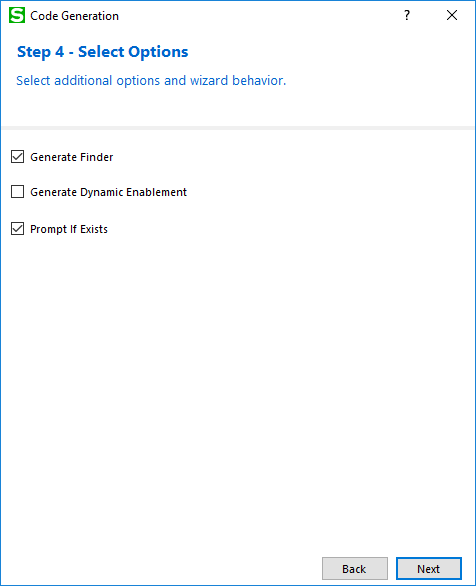 S Code Generation ?
Step 4 - Select Options
Select additional options and wizard behavior.
Generate Finder
Generate Dynamic Enablement
Prompt If Exists
Back Next